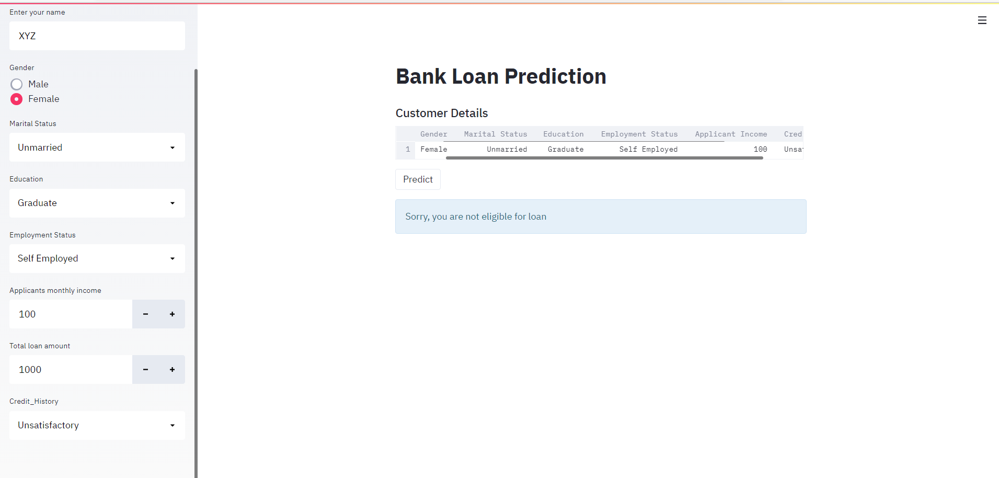 Enter your name
XYZ
Gender
Male
Female
Marital Status
Unmarried
Education
Graduate
Employment Status
Self Employed
Applicants monthly income
100 - +
Total loan amount
1000 - +
Credit_History
Unsatisfactory
Bank Loan Prediction
Customer Details
Gender Marital Status Education Employment Status Applicant Income Cred
1 Female Unmarried Graduate Self Employed 100 Unsat
Predict
Sorry, you are not eligible for loan